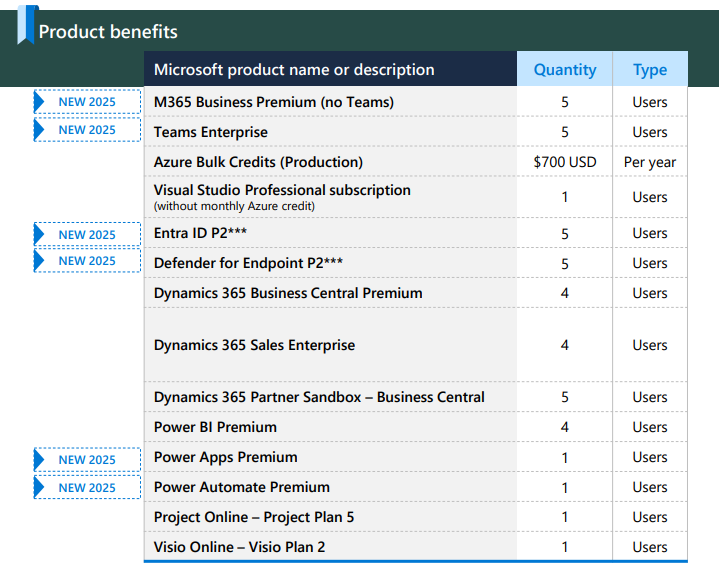 Product benefits
Microsoft product name or description Quantity Type
NEW 2025 M365 Business Premium (no Teams) 5 Users
NEW 2025 Teams Enterprise 5 Users
Azure Bulk Credits (Production) $700 USD Per year
Visual Studio Professional subscription
(without monthly Azure credit) 1 Users
NEW 2025 Entra ID P2*** 5 Users
NEW 2025 Defender for Endpoint P2*** 5 Users
Dynamics 365 Business Central Premium 4 Users
Dynamics 365 Sales Enterprise 4 Users
Dynamics 365 Partner Sandbox – Business Central 5 Users
Power BI Premium 4 Users
NEW 2025 Power Apps Premium 1 Users
NEW 2025 Power Automate Premium 1 Users
Project Online – Project Plan 5 1 Users
Visio Online – Visio Plan 2 1 Users